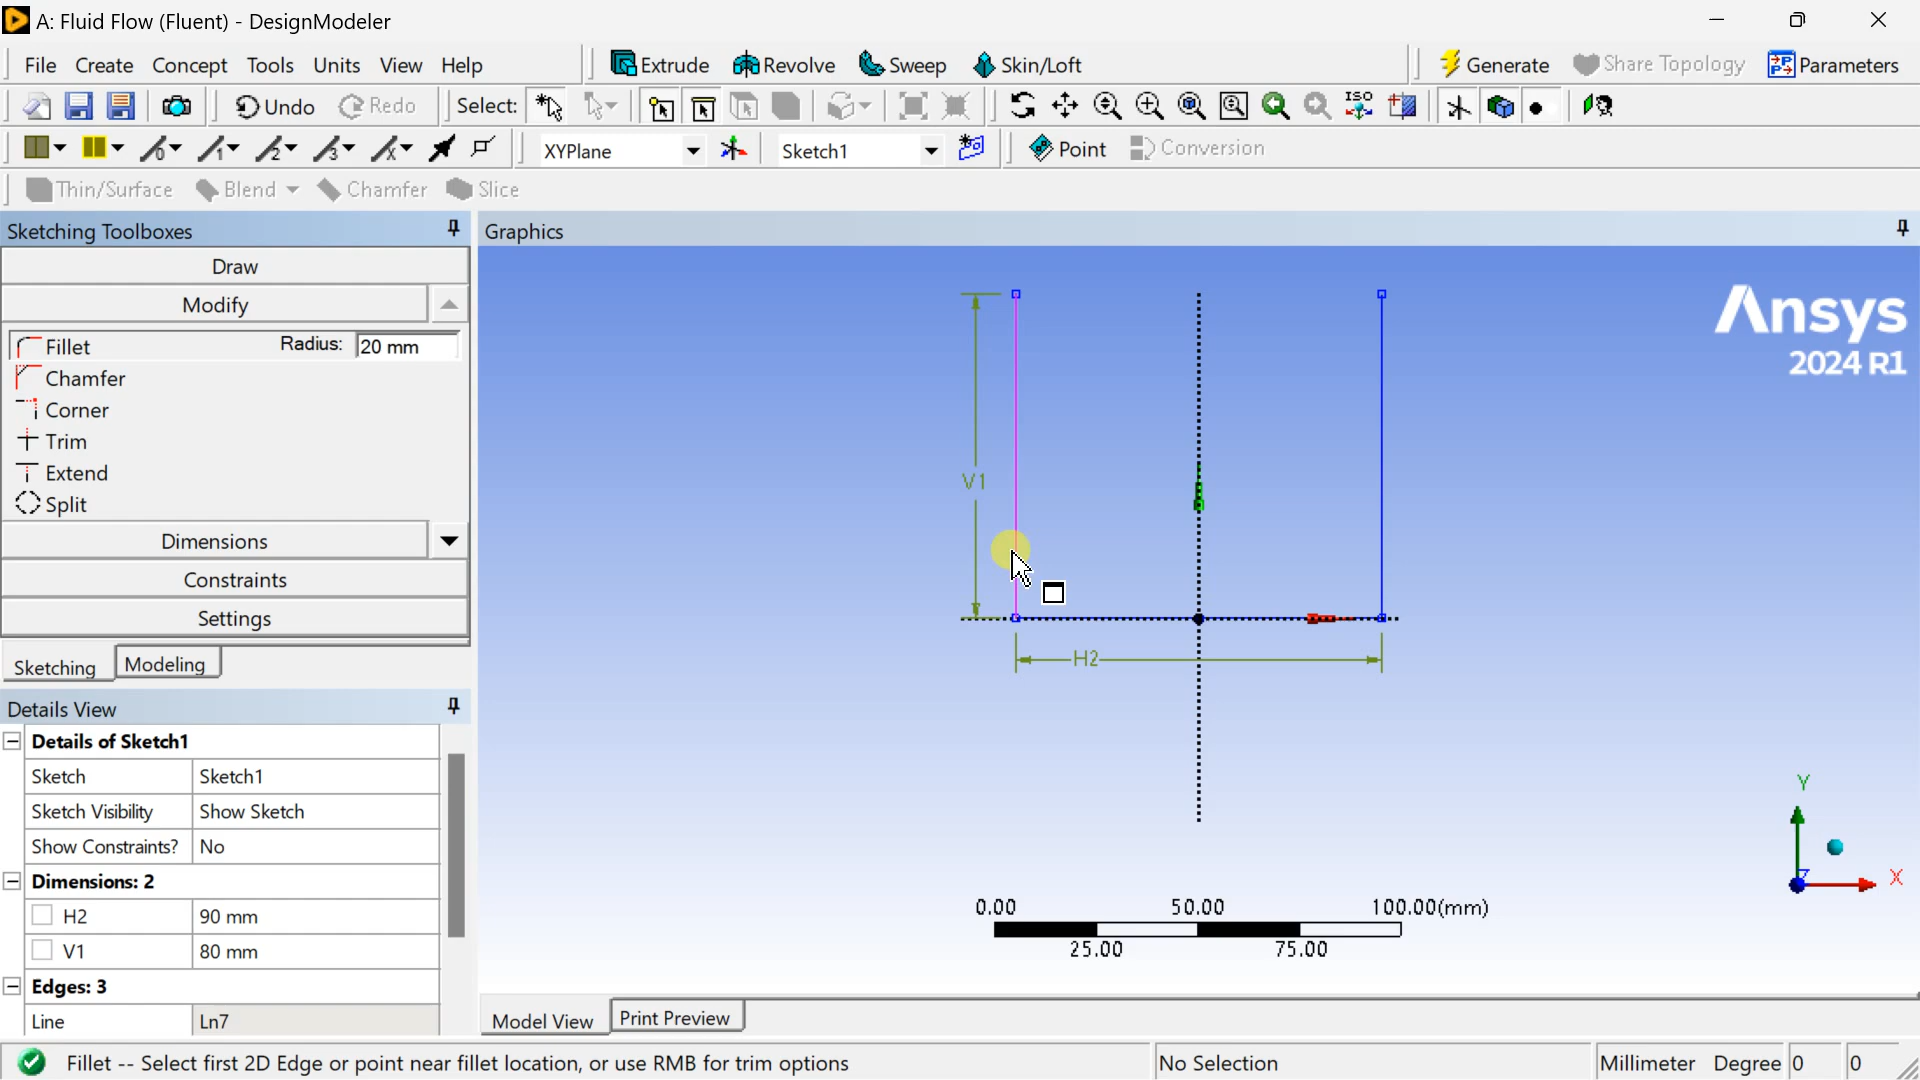 A: Fluid Flow (Fluent) - DesignModeler
File Create Concept Tools Units View Help
Extrude Revolve Sweep Skin/Loft
Generate Share Topology Parameters
Undo Redo Select: ISO
XYPlane Sketch1 Point Conversion
Thin/Surface Blend Chamfer Slice
Sketching Toolboxes
Draw
Modify
Fillet Radius: 20 mm
Chamfer
Corner
Trim
Extend
Split
Dimensions
Constraints
Settings
Sketching Modeling
Details View
Details of Sketch1
Sketch Sketch1
Sketch Visibility Show Sketch
Show Constraints? No
Dimensions: 2
H2 90 mm
V1 80 mm
Edges: 3
Line Ln7
Graphics
Ansys
2024 R1
V1
H2
Y
Z X
0.00 50.00 100.00(mm)
25.00 75.00
Model View Print Preview
Fillet -- Select first 2D Edge or point near fillet location, or use RMB for trim options
No Selection
Millimeter Degree 0 0